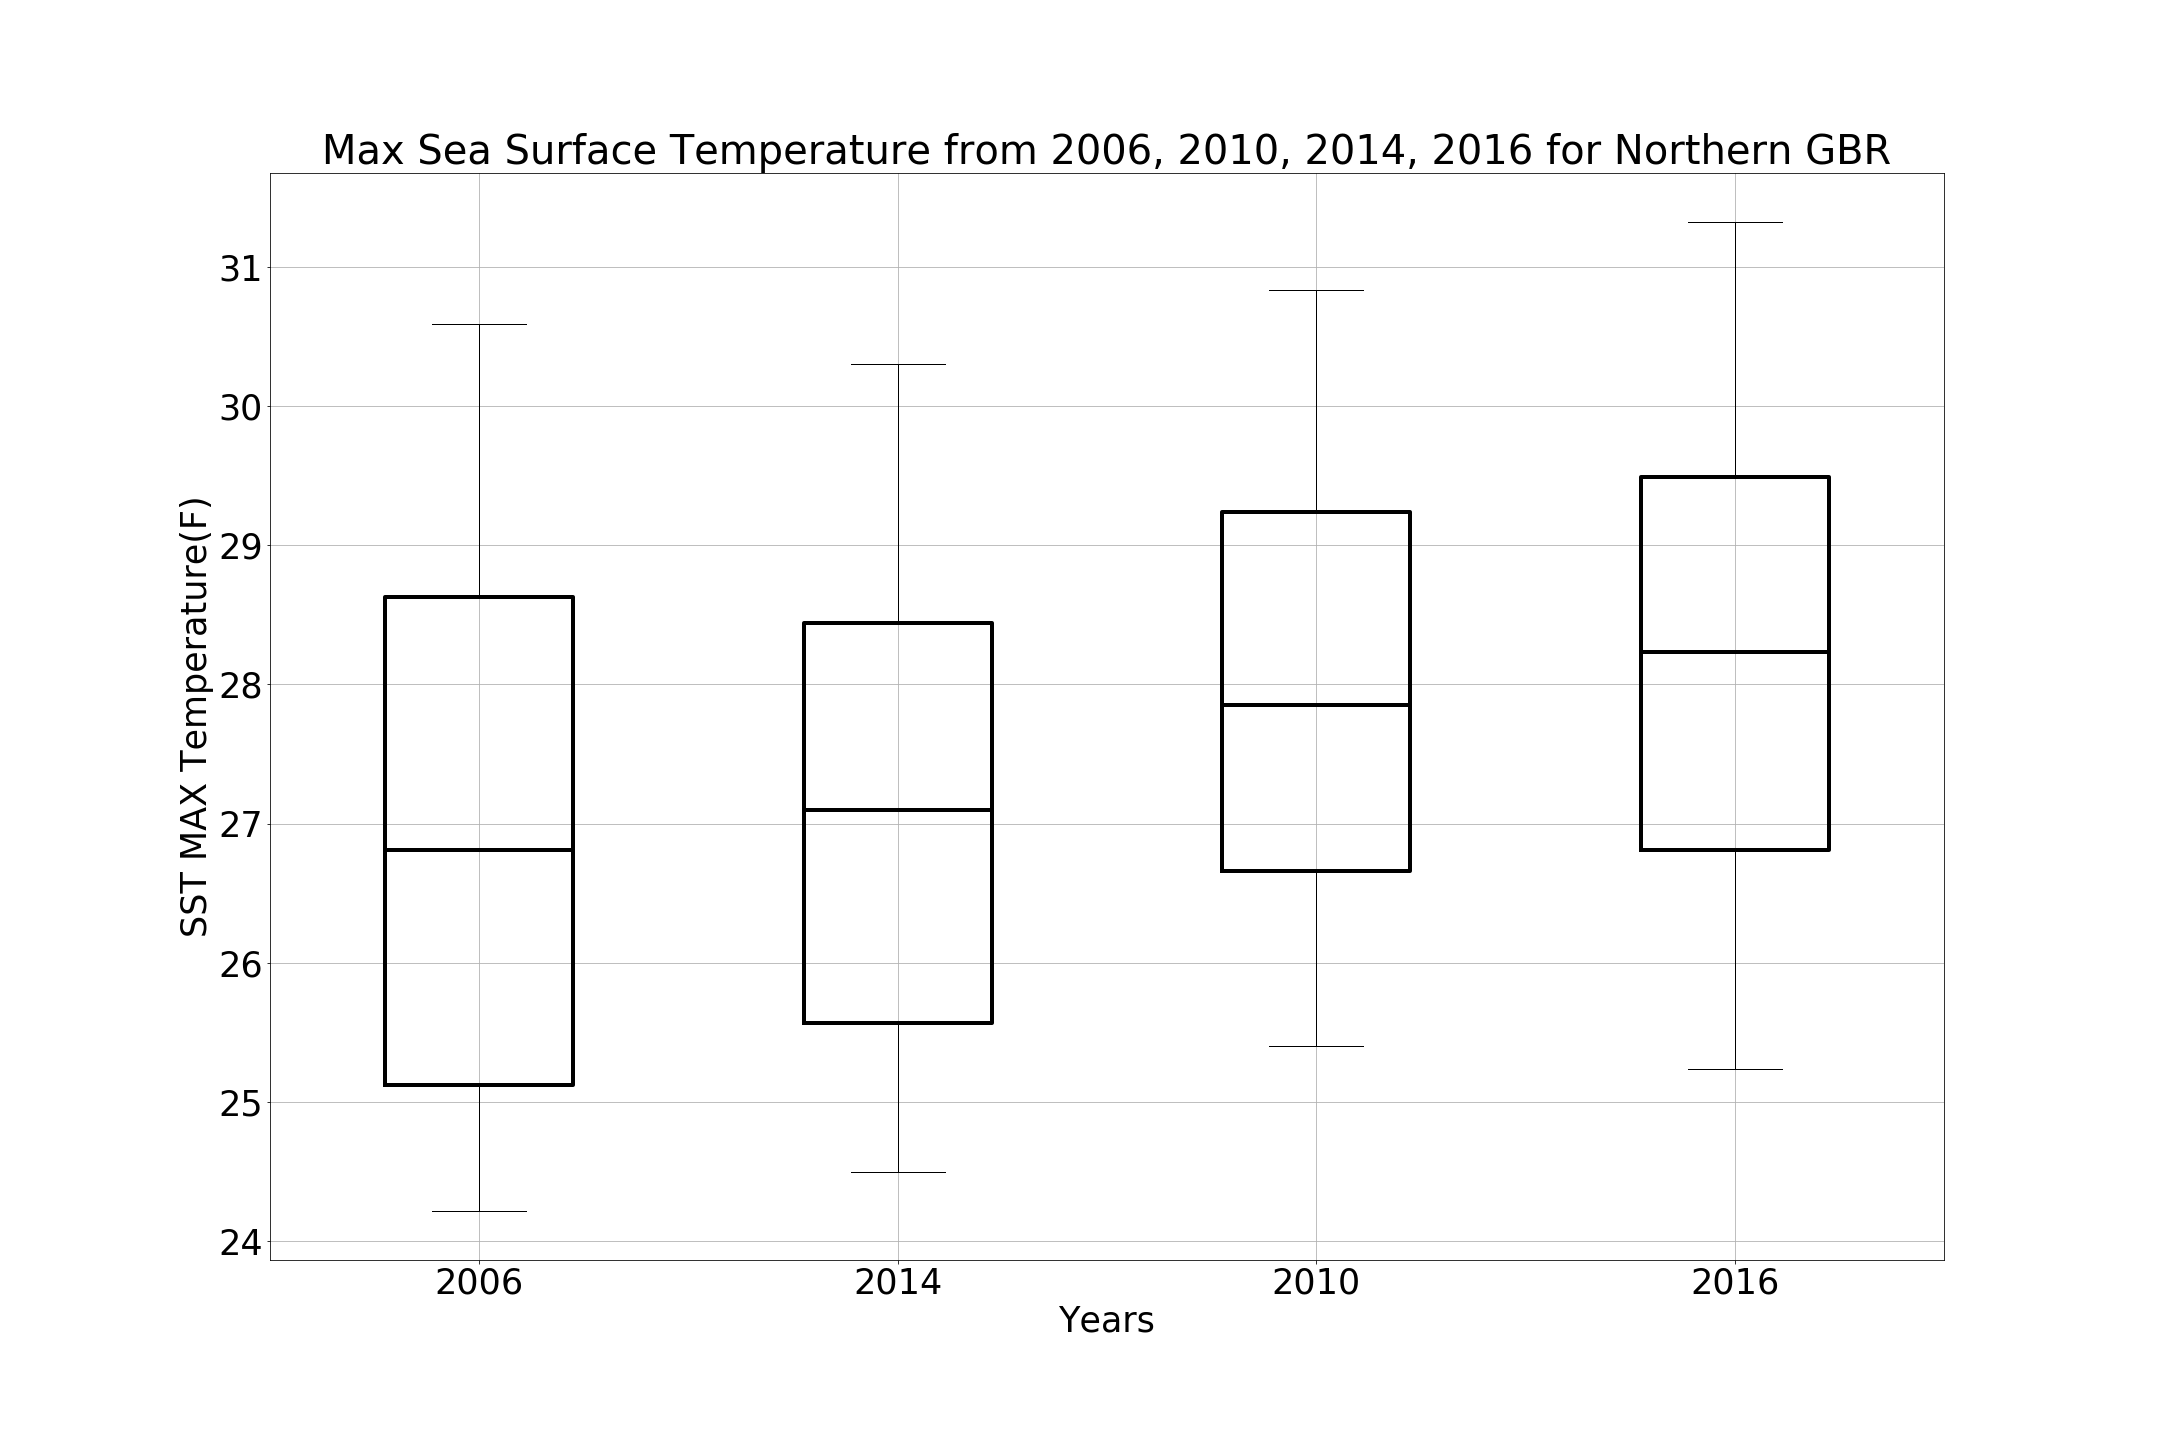 Max Sea Surface Temperature from 2006, 2010, 2014, 2016 for Northern GBR
SST MAX Temperature(F)
31
30
29
28
27
26
25
24
2006 2014 2010 2016
Years